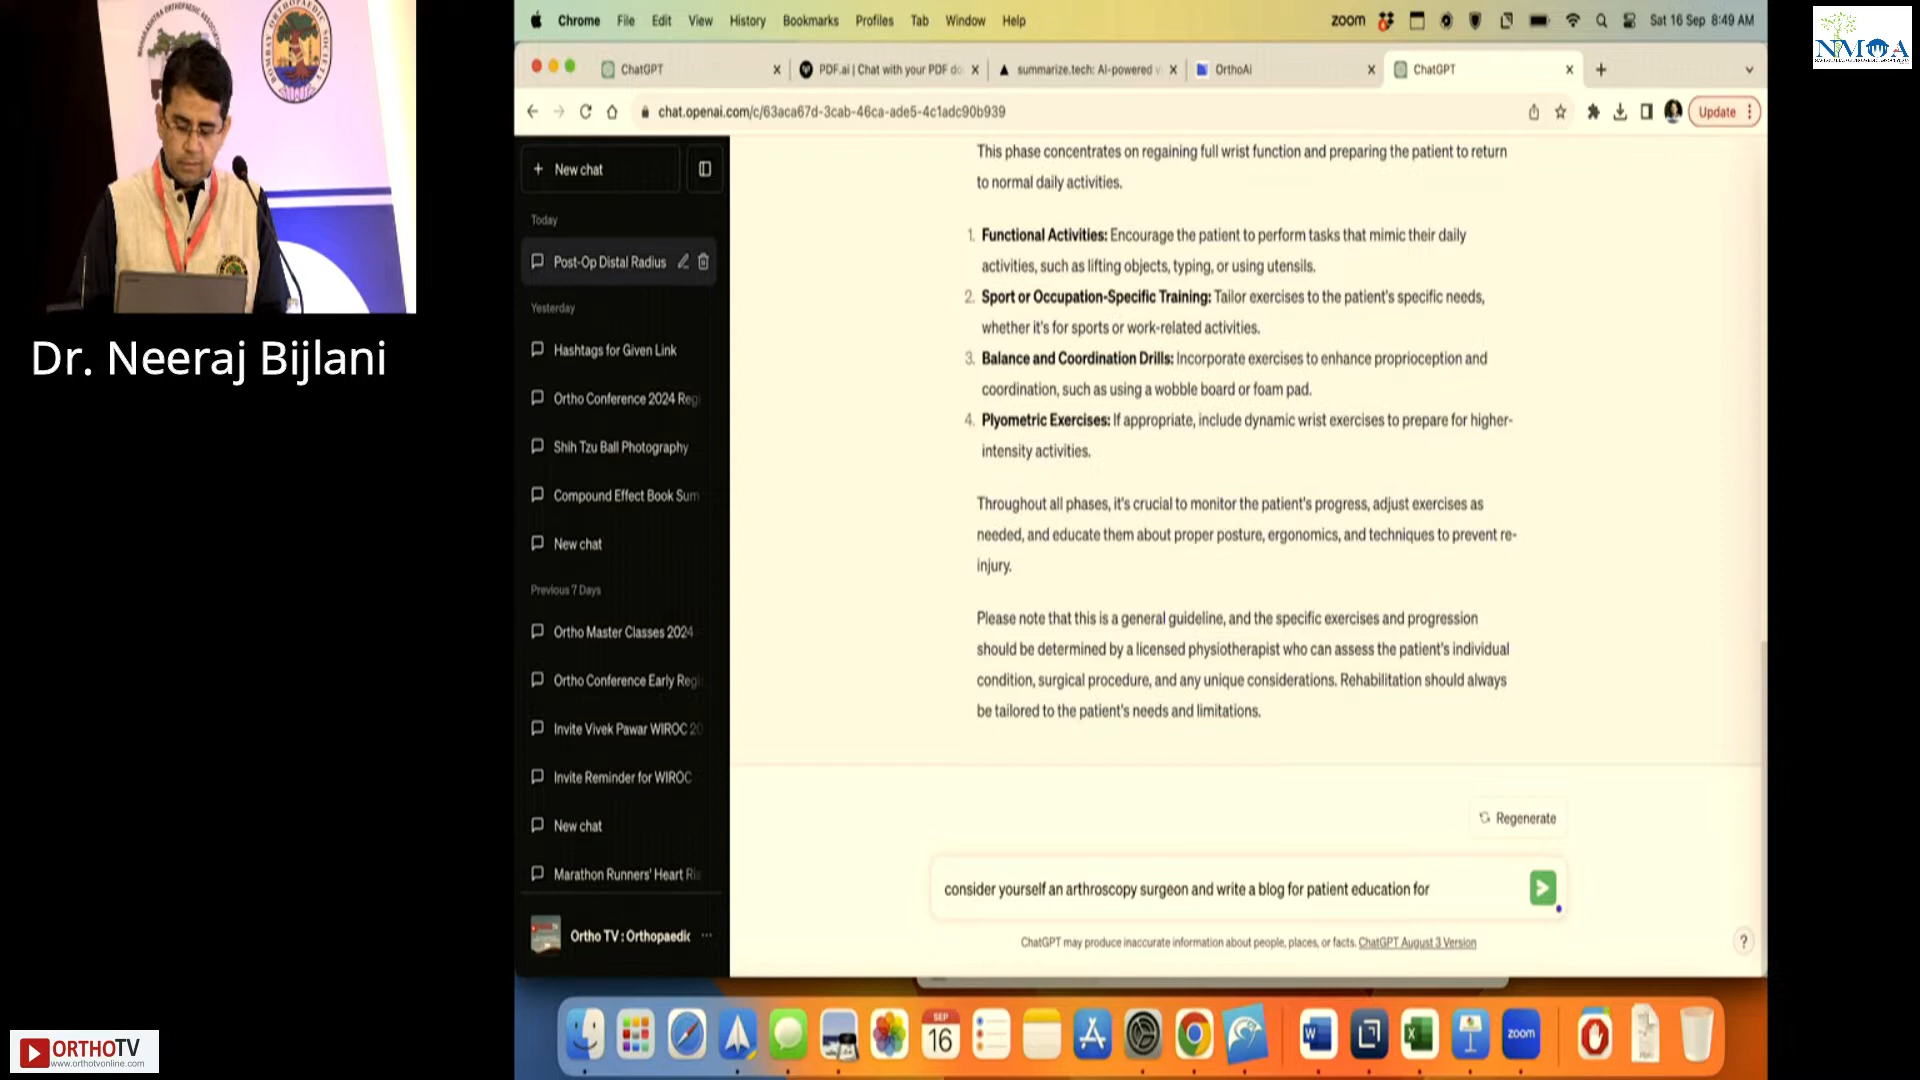 Chrome File Edit View History Bookmarks Profiles Tab Window Help
zoom Sat 16 Sep 8:49 AM
ChatGPT
PDF.ai | Chat with your PDF do
summarize.tech: AI-powered v
OrthoAi
ChatGPT
chat.openai.com/c/63aca67d-3cab-46ca-ade5-4c1adc90b939
Update
NMOA
BOMBAY ORTHOPAEDIC SOCIETY
Dr. Neeraj Bijlani
New chat
Today
Post-Op Distal Radius
Yesterday
Hashtags for Given Link
Ortho Conference 2024 Reg
Shih Tzu Ball Photography
Compound Effect Book Sum
New chat
Previous 7 Days
Ortho Master Classes 2024
Ortho Conference Early Reg
Invite Vivek Pawar WIROC 20
Invite Reminder for WIROC
New chat
Marathon Runners' Heart Ri
Ortho TV : Orthopaedic
This phase concentrates on regaining full wrist function and preparing the patient to return
to normal daily activities.
1. Functional Activities: Encourage the patient to perform tasks that mimic their daily
activities, such as lifting objects, typing, or using utensils.
2. Sport or Occupation-Specific Training: Tailor exercises to the patient's specific needs,
whether it's for sports or work-related activities.
3. Balance and Coordination Drills: Incorporate exercises to enhance proprioception and
coordination, such as using a wobble board or foam pad.
4. Plyometric Exercises: If appropriate, include dynamic wrist exercises to prepare for higher-
intensity activities.
Throughout all phases, it's crucial to monitor the patient's progress, adjust exercises as
needed, and educate them about proper posture, ergonomics, and techniques to prevent re-
injury.
Please note that this is a general guideline, and the specific exercises and progression
should be determined by a licensed physiotherapist who can assess the patient's individual
condition, surgical procedure, and any unique considerations. Rehabilitation should always
be tailored to the patient's needs and limitations.
Regenerate
consider yourself an arthroscopy surgeon and write a blog for patient education for
ChatGPT may produce inaccurate information about people, places, or facts. ChatGPT August 3 Version
?
SEP
16
zoom
ORTHOTV
www.orthotvonline.com